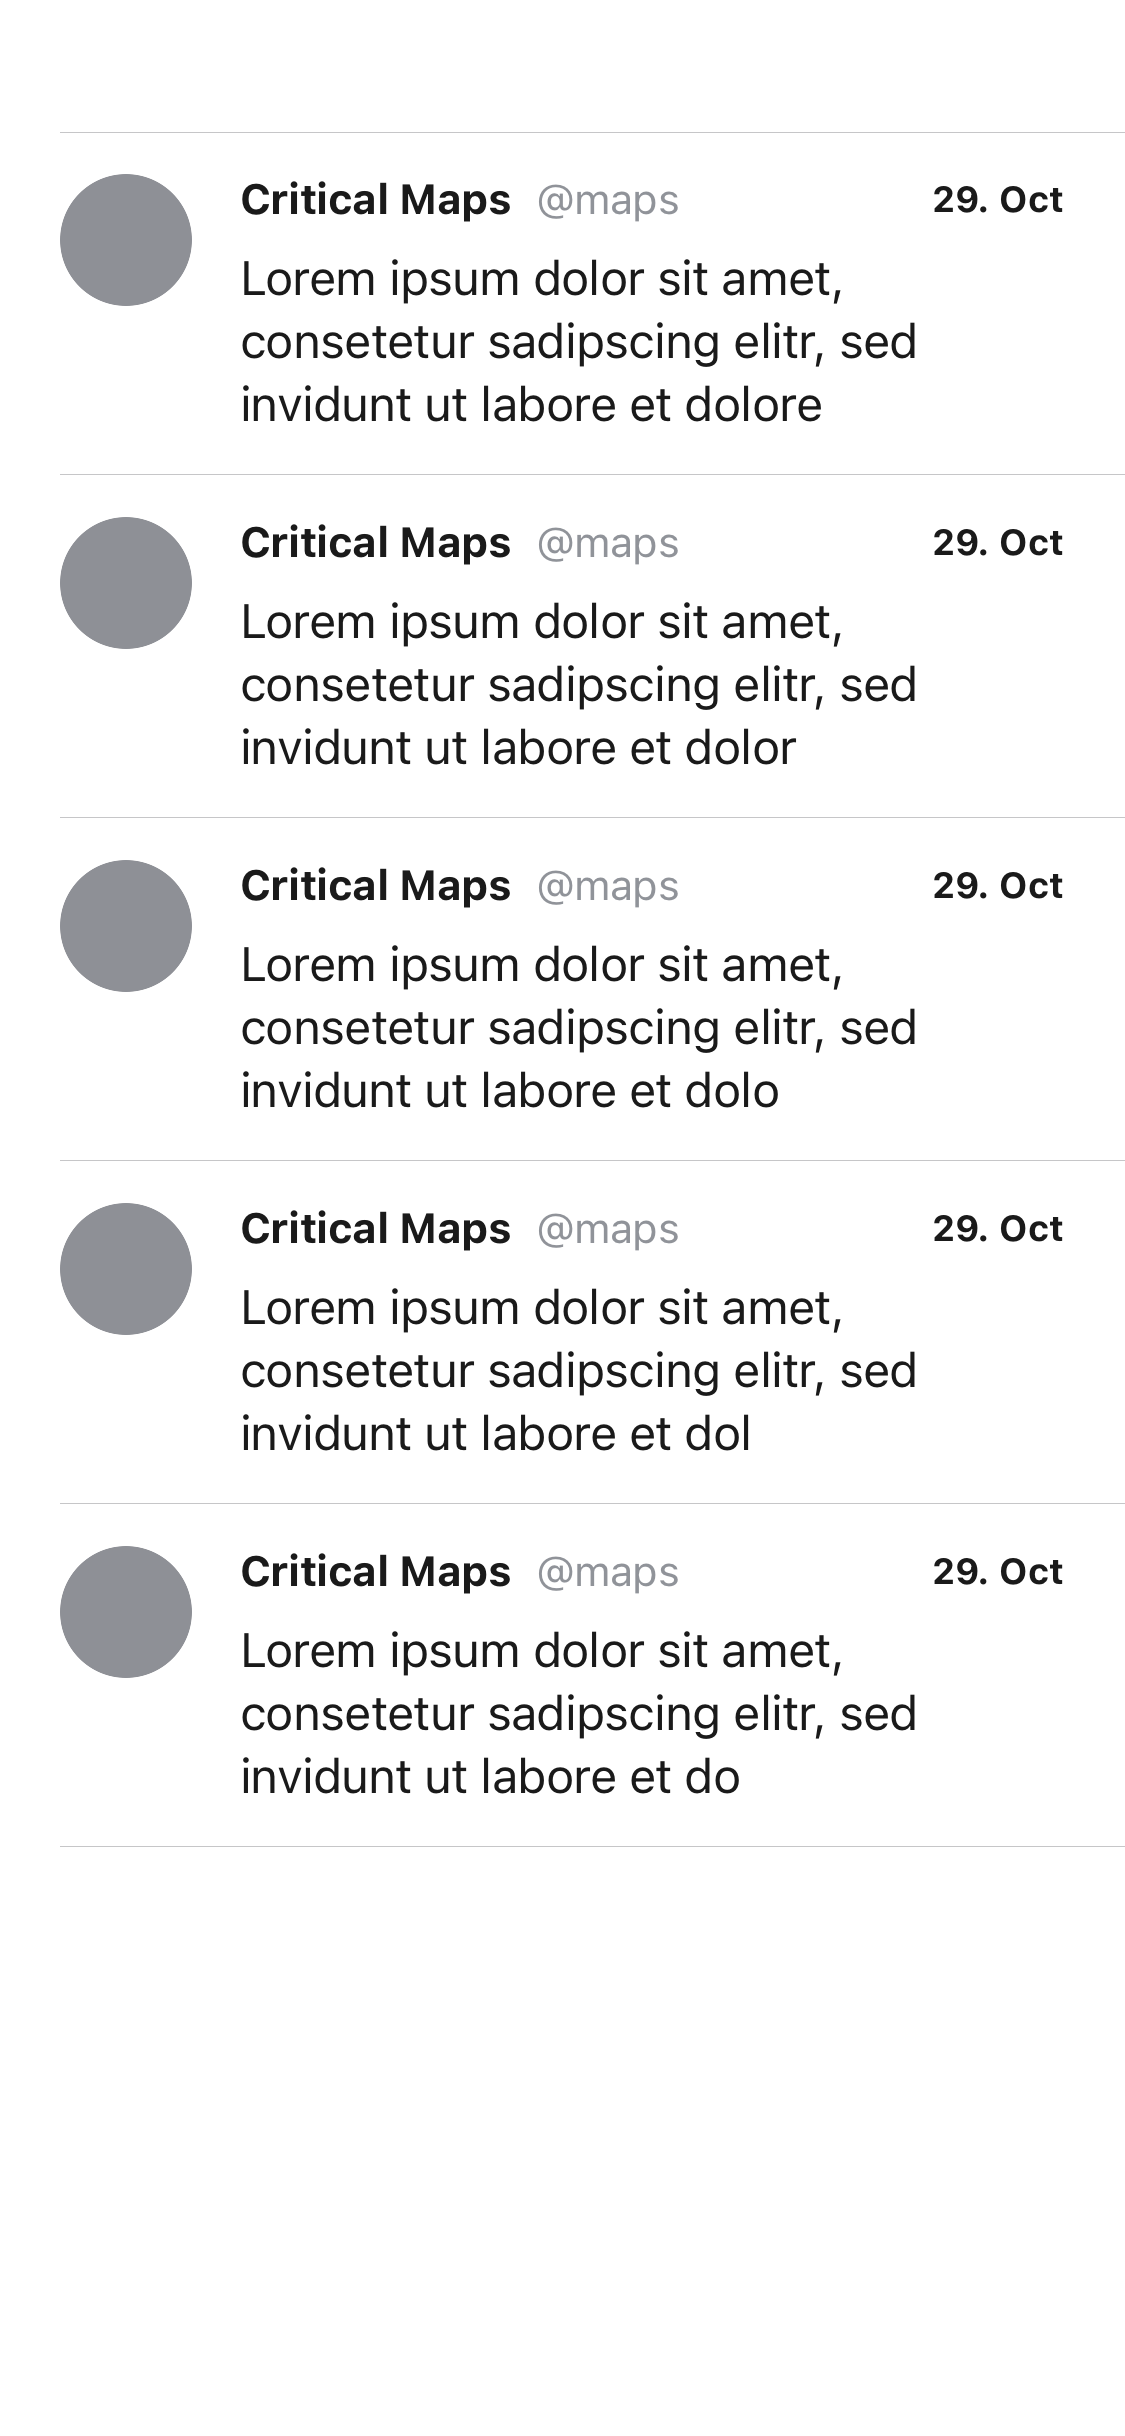 Critical Maps @maps 29. Oct
Lorem ipsum dolor sit amet,
consetetur sadipscing elitr, sed
invidunt ut labore et dolore
Critical Maps @maps 29. Oct
Lorem ipsum dolor sit amet,
consetetur sadipscing elitr, sed
invidunt ut labore et dolor
Critical Maps @maps 29. Oct
Lorem ipsum dolor sit amet,
consetetur sadipscing elitr, sed
invidunt ut labore et dolo
Critical Maps @maps 29. Oct
Lorem ipsum dolor sit amet,
consetetur sadipscing elitr, sed
invidunt ut labore et dol
Critical Maps @maps 29. Oct
Lorem ipsum dolor sit amet,
consetetur sadipscing elitr, sed
invidunt ut labore et do